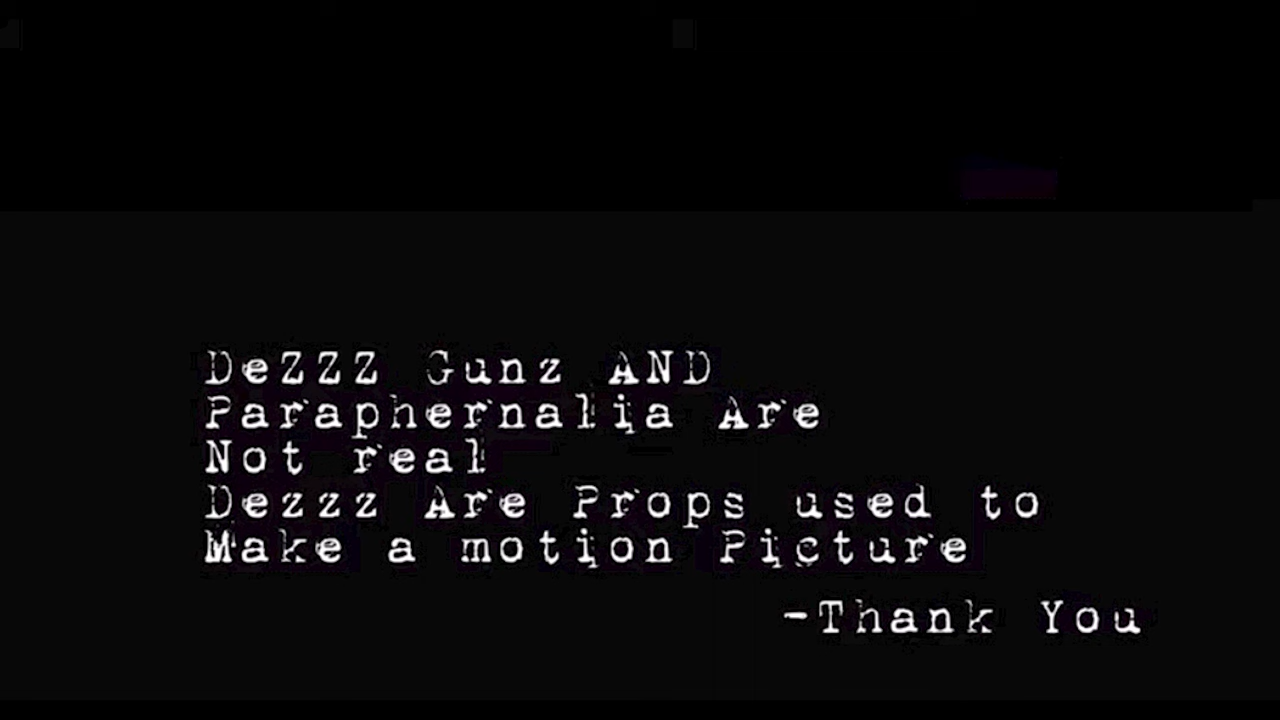 DeZZZ Gunz AND
Paraphernalia Are
Not real
Dezzz Are Props used to
Make a motion Picture
-Thank You